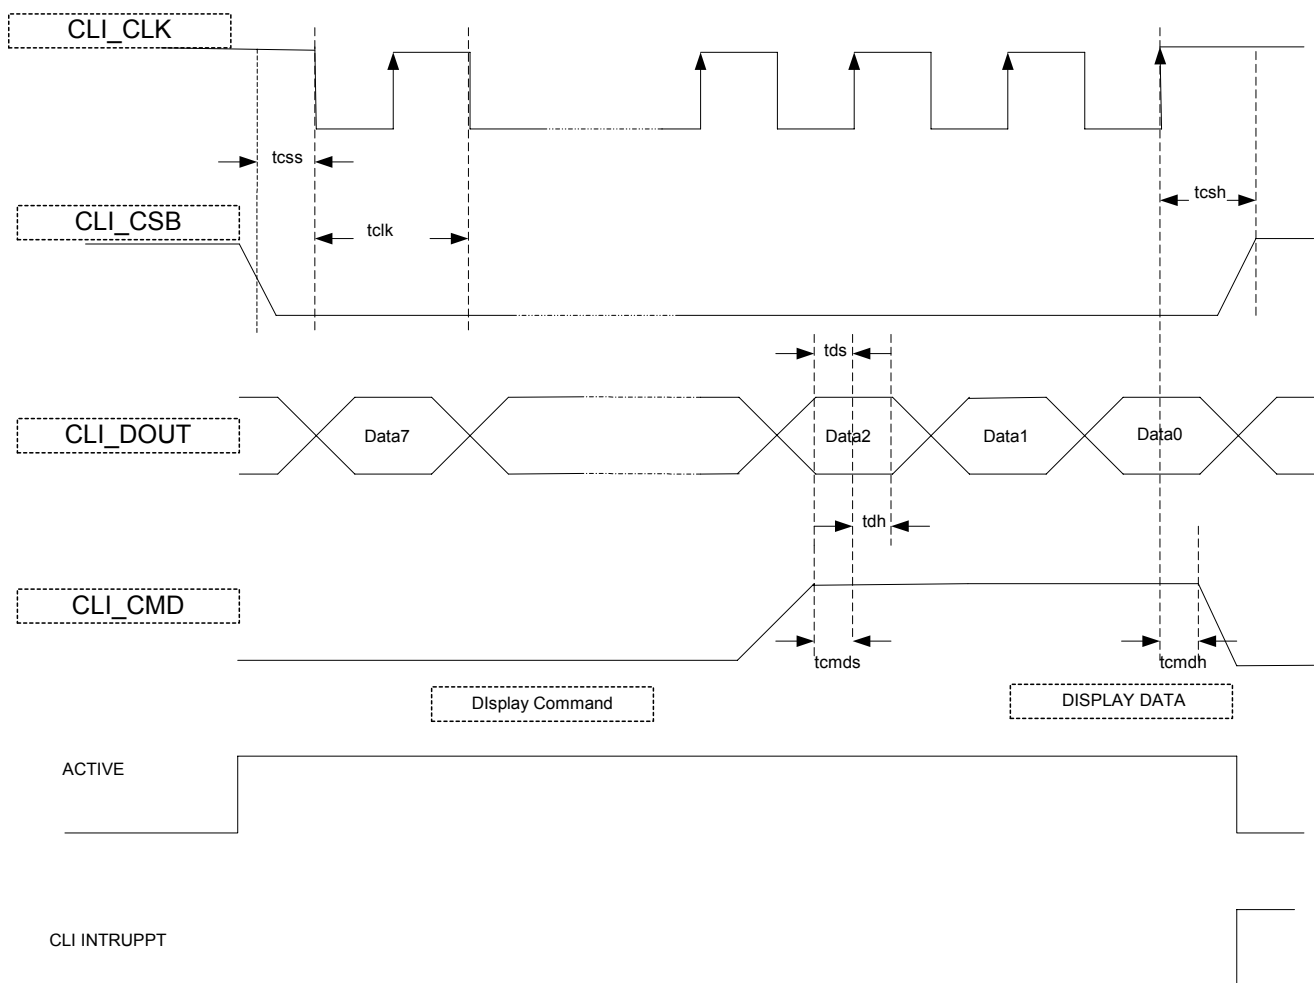 CLI_CLK
tcss
tcsh
CLI_CSB
tclk
tds
CLI_DOUT
Data7
Data2
Data1
Data0
tdh
CLI_CMD
tcmds
tcmdh
DIsplay Command
DISPLAY DATA
ACTIVE
CLI INTRUPPT